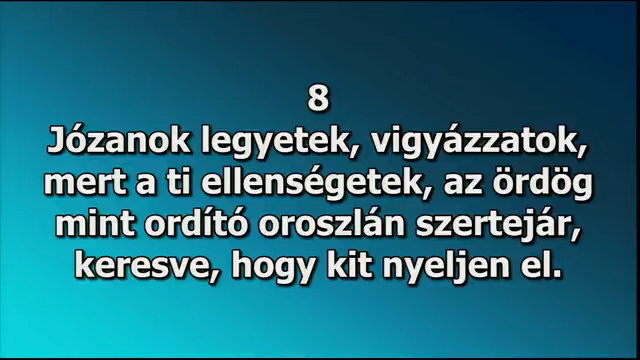 8
Józanok legyetek, vigyázzatok,
mert a ti ellenségetek, az ördög
mint ordító oroszlán szertejár,
keresve, hogy kit nyeljen el.